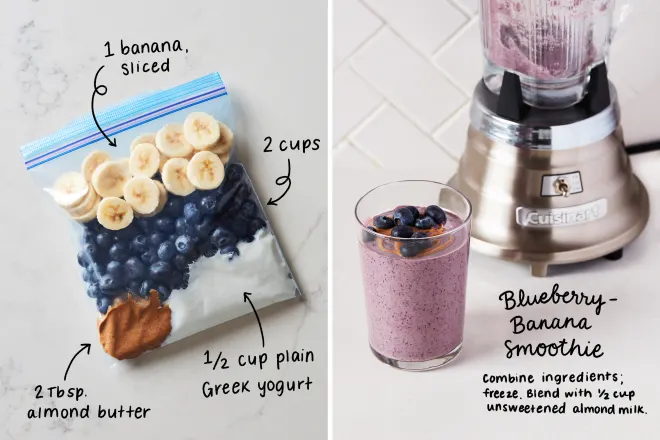 1 banana,
sliced
2 cups
1/2 cup plain
Greek yogurt
2 Tbsp.
almond butter
Cuisinart
Blueberry-
Banana
Smoothie
Combine ingredients;
freeze. Blend with 1/2 cup
unsweetened almond milk.